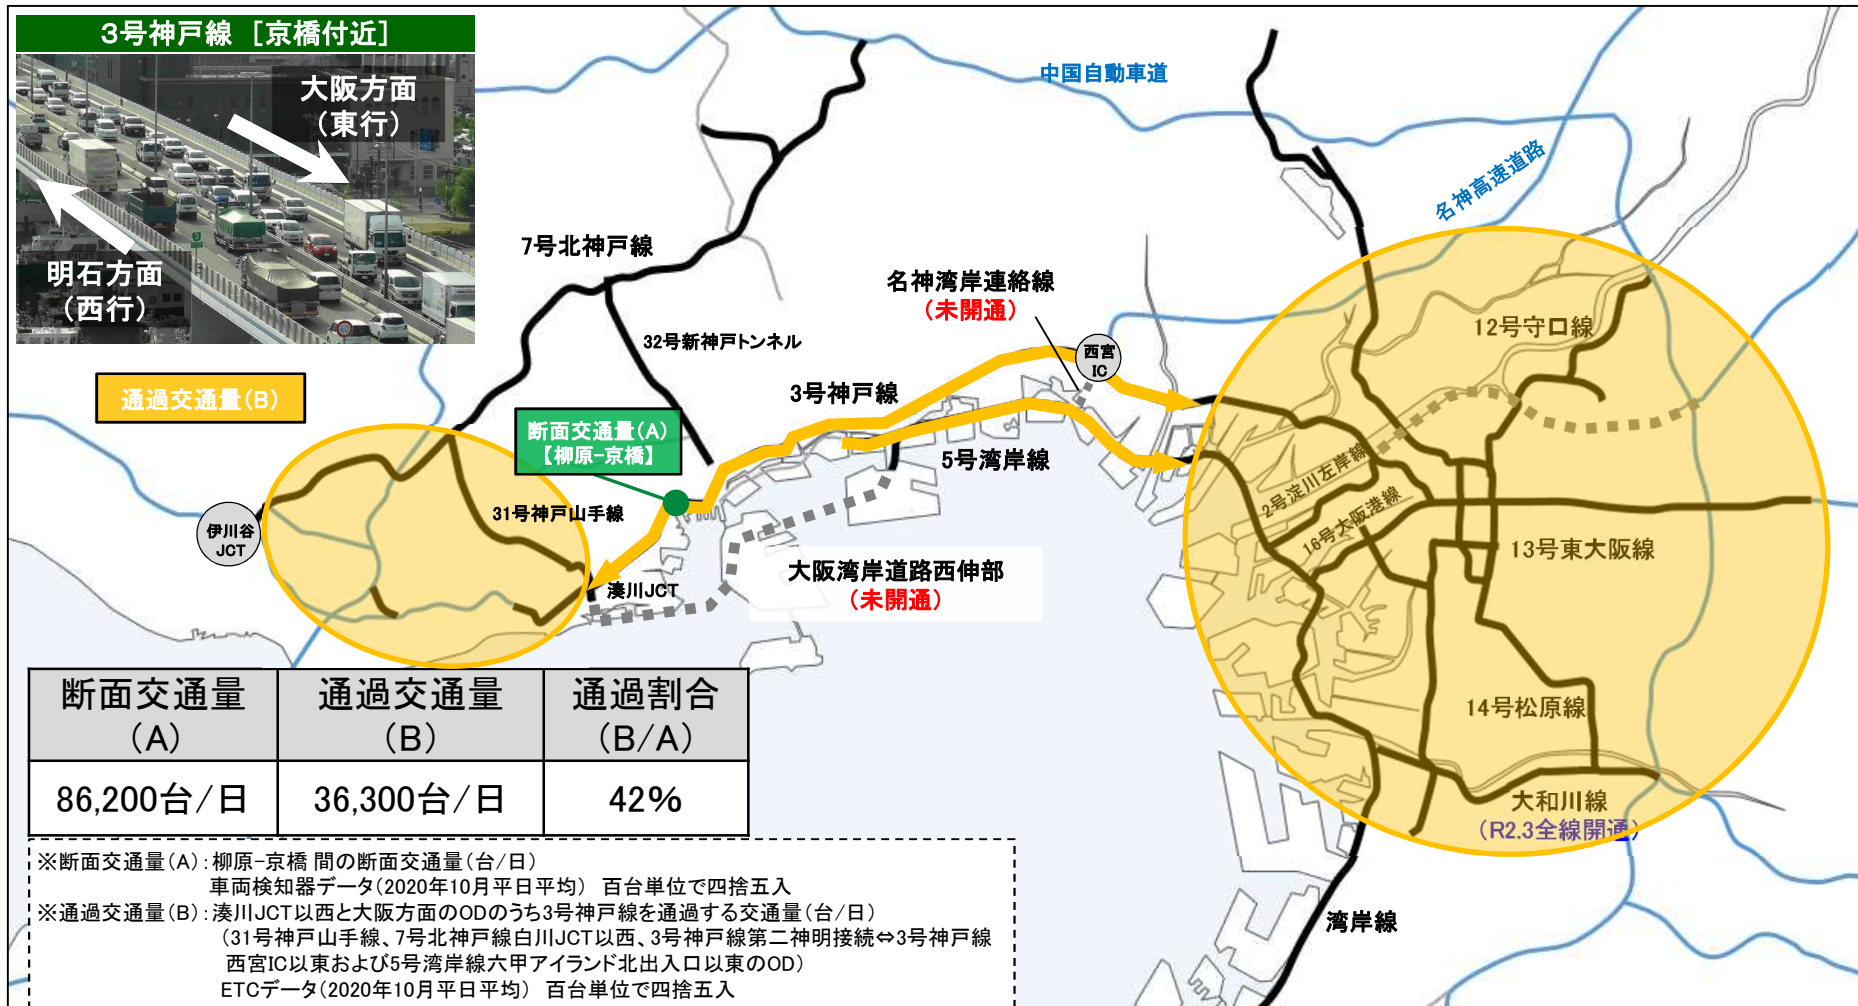 3号神戸線 [京橋付近]
大阪方面
(東行)
明石方面
(西行)
中国自動車道
名神高速道路
7号北神戸線
名神湾岸連絡線
(未開通)
32号新神戸トンネル
西宮
IC
12号守口線
3号神戸線
通過交通量(B)
断面交通量(A)
【柳原-京橋】
5号湾岸線
2号淀川左岸線
16号大阪港線
31号神戸山手線
伊川谷
JCT
13号東大阪線
大阪湾岸道路西伸部
(未開通)
湊川JCT
14号松原線
大和川線
(R2.3全線開通)
湾岸線
断面交通量
(A)
通過交通量
(B)
通過割合
(B/A)
86,200台/日
36,300台/日
42%
※断面交通量(A):柳原-京橋 間の断面交通量(台/日)
車両検知器データ(2020年10月平日平均) 百台単位で四捨五入
※通過交通量(B):湊川JCT以西と大阪方面のODのうち3号神戸線を通過する交通量(台/日)
(31号神戸山手線、7号北神戸線白川JCT以西、3号神戸線第二神明接続⇔3号神戸線
西宮IC以東および5号湾岸線六甲アイランド北出入口以東のOD)
ETCデータ(2020年10月平日平均) 百台単位で四捨五入